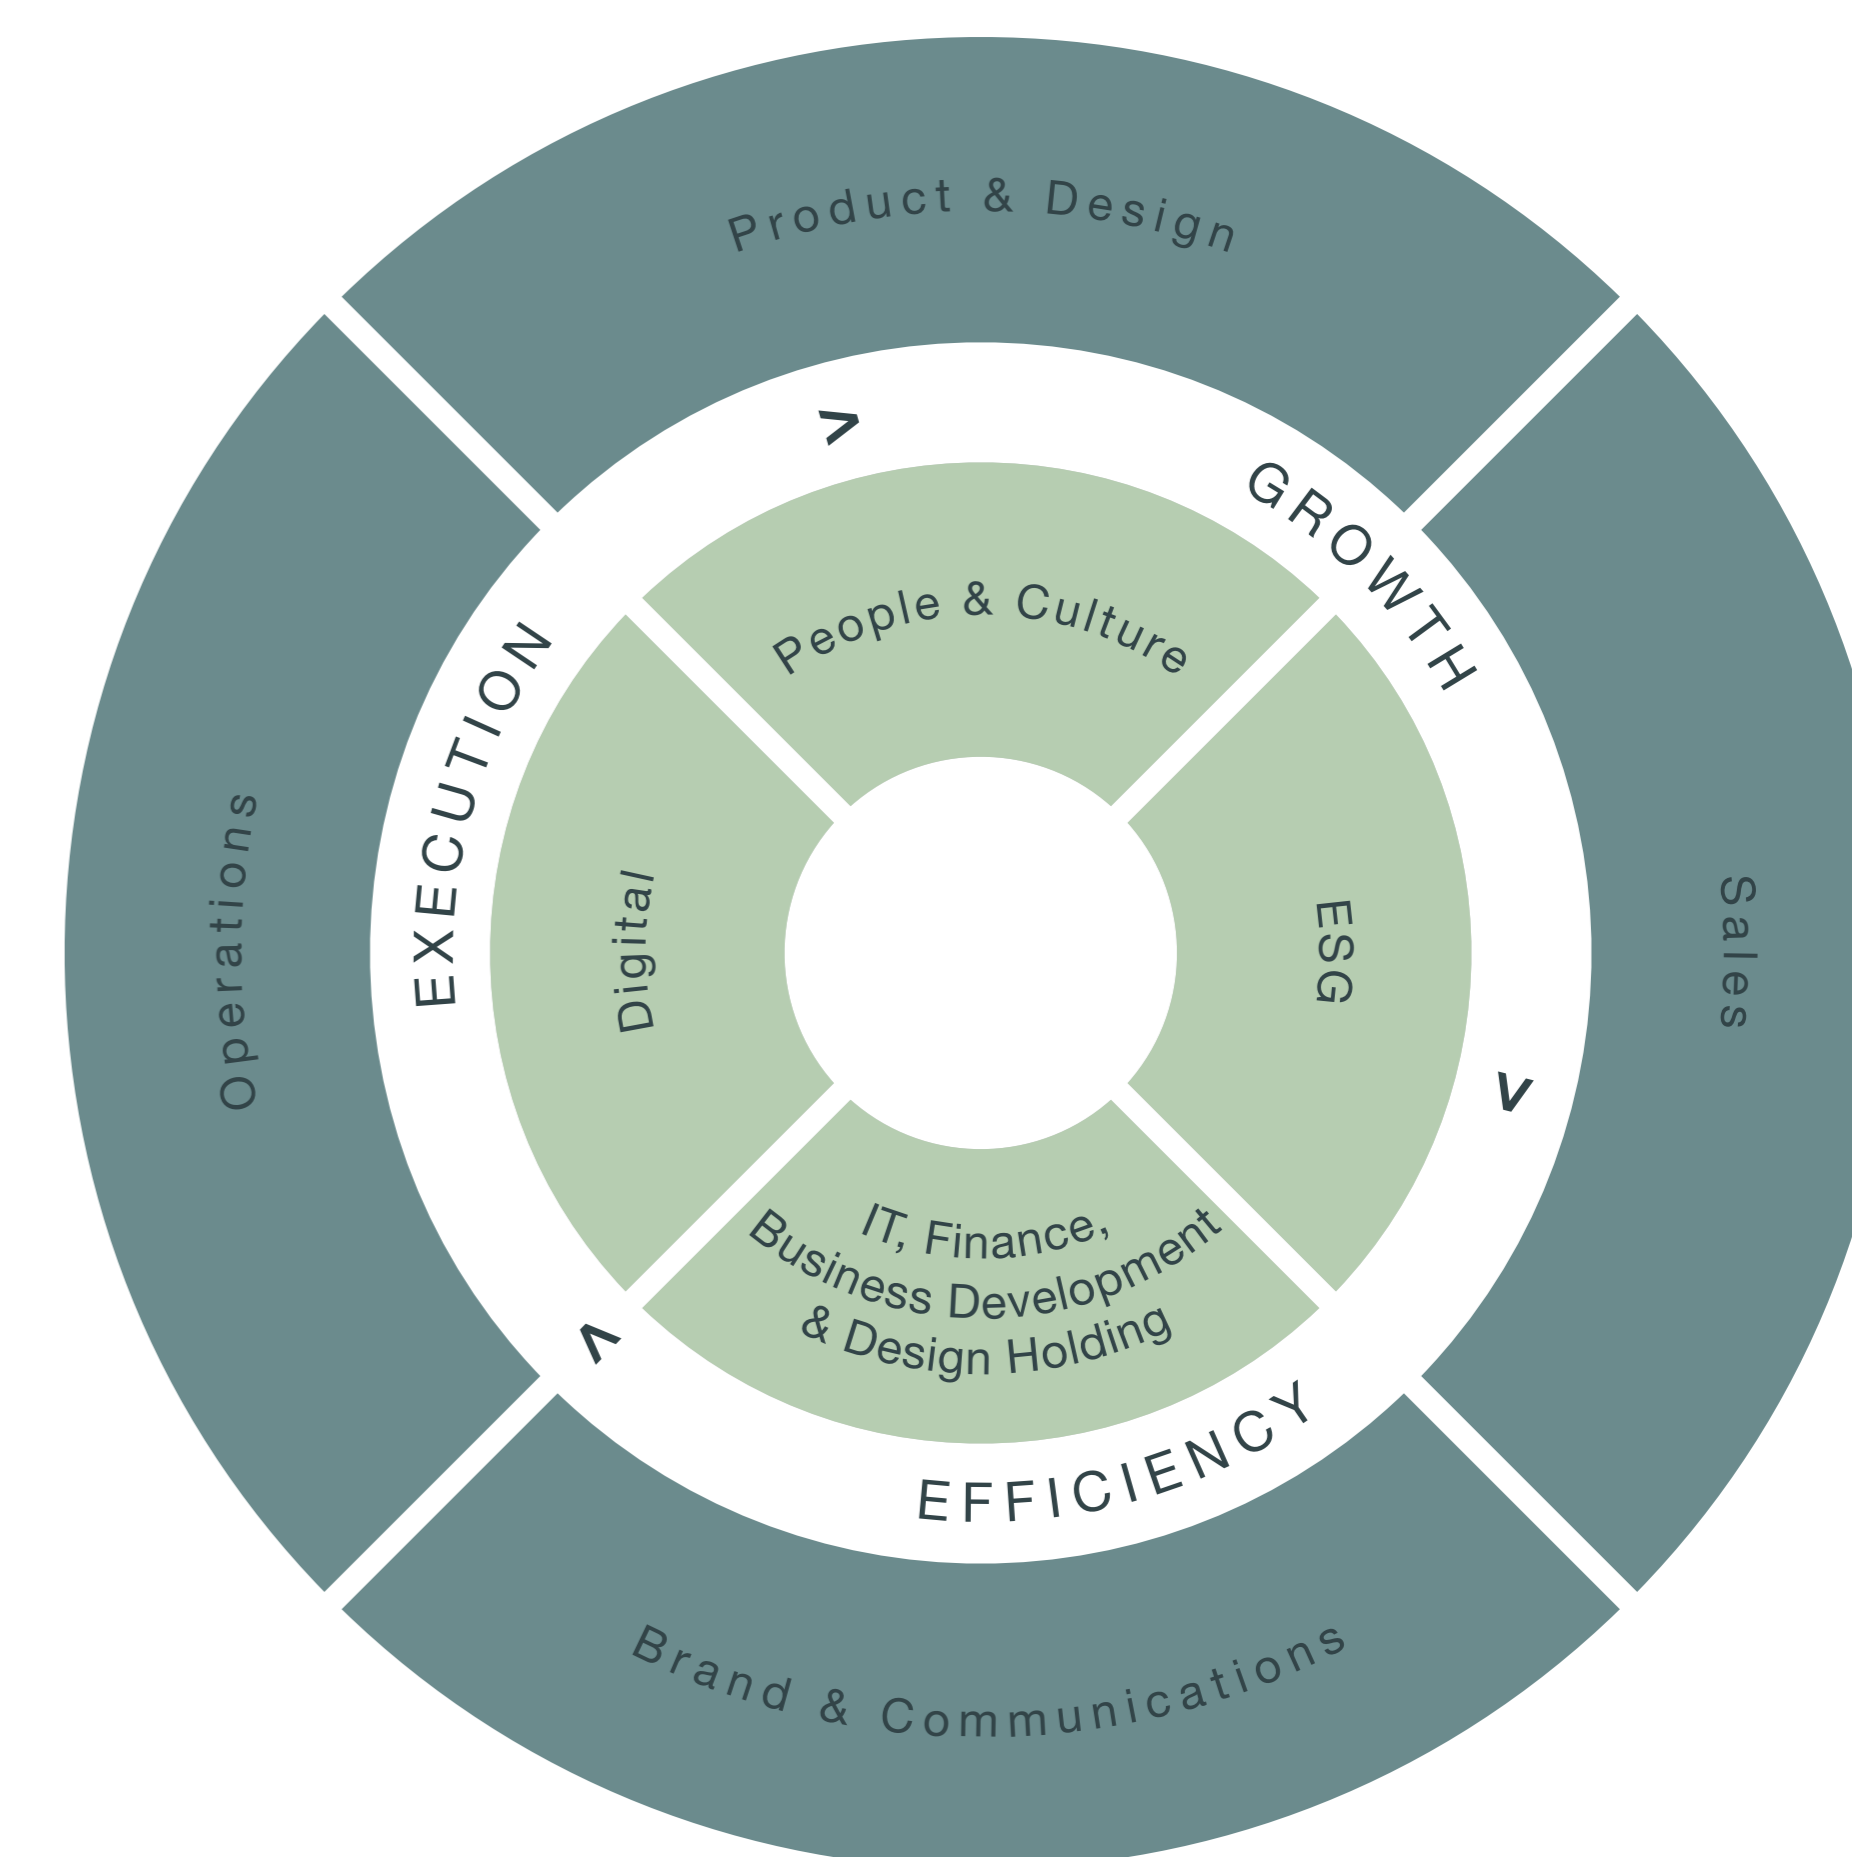 Product & Design
>
GROWTH
People & Culture
EXECUTION
Operations
Digital
ESG
Sales
>
IT, Finance,
Business Development
& Design Holding
>
EFFICIENCY
Brand & Communications